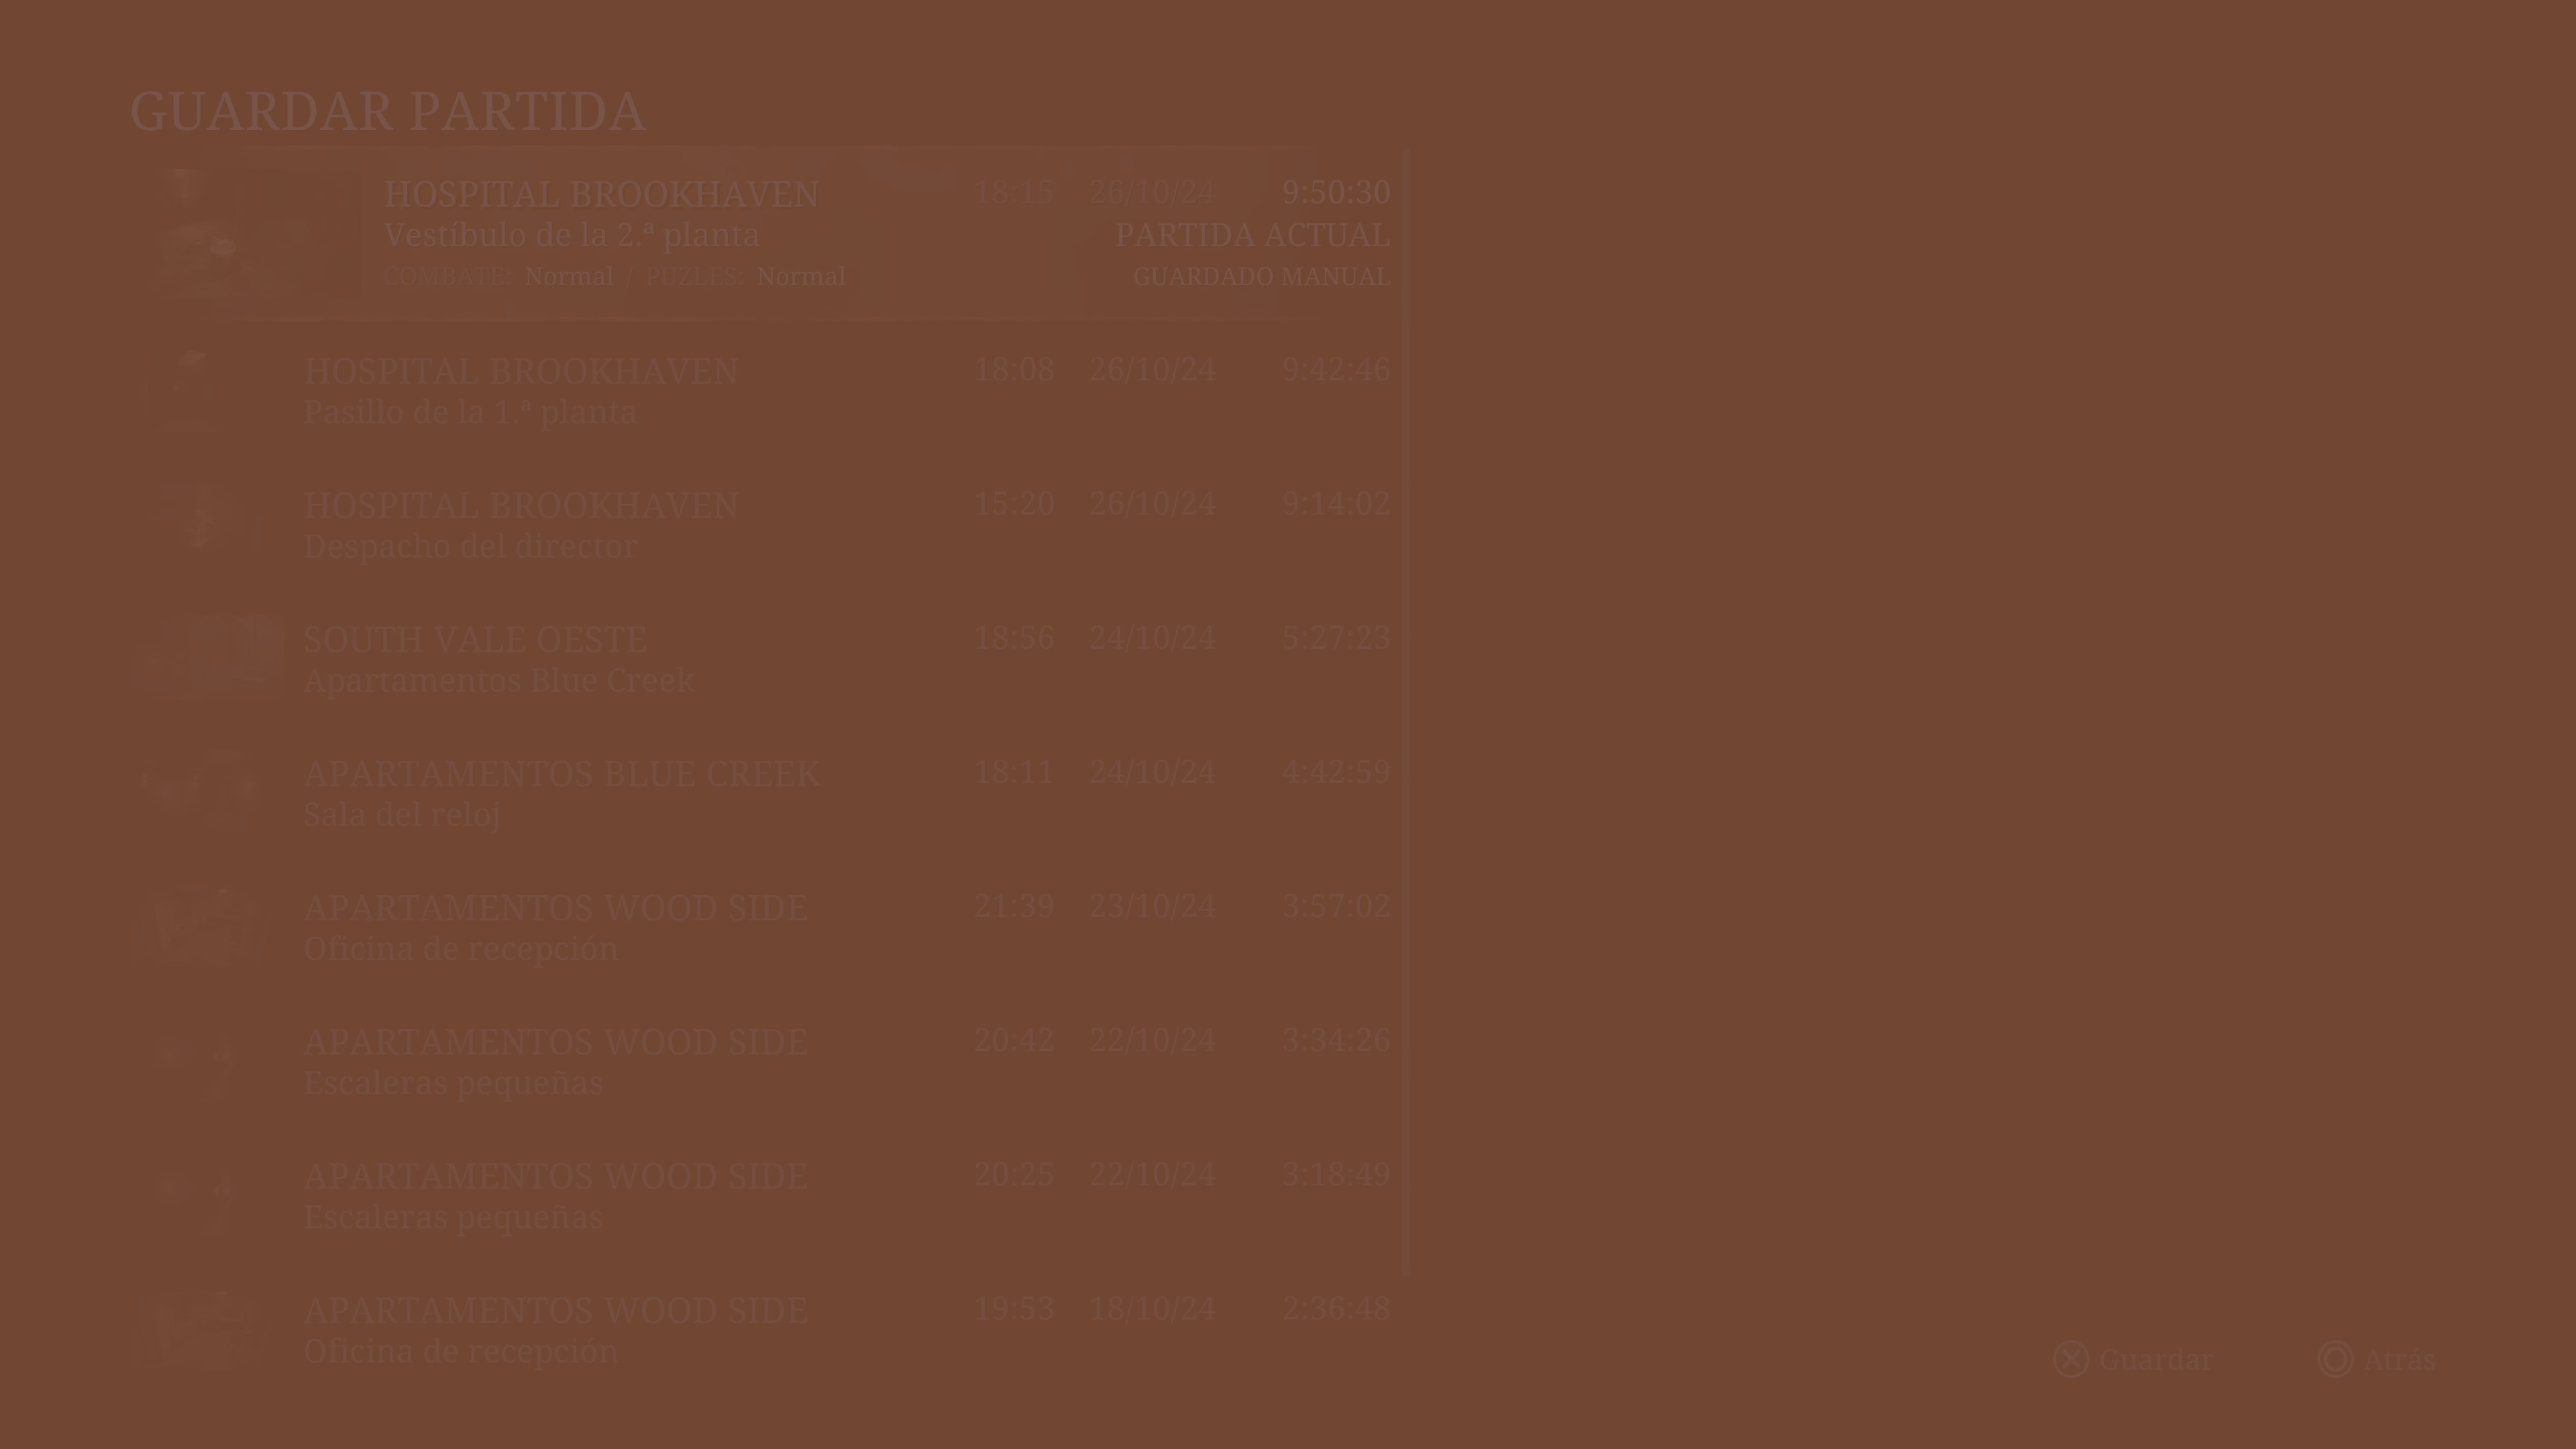 GUARDAR PARTIDA
HOSPITAL BROOKHAVEN 18:15 26/10/24 9:50:30
Vestíbulo de la 2.ª planta PARTIDA ACTUAL
COMBATE: Normal / PUZLES: Normal GUARDADO MANUAL
HOSPITAL BROOKHAVEN 18:08 26/10/24 9:42:46
Pasillo de la 1.ª planta
HOSPITAL BROOKHAVEN 15:20 26/10/24 9:14:02
Despacho del director
SOUTH VALE OESTE 18:56 24/10/24 5:27:23
Apartamentos Blue Creek
APARTAMENTOS BLUE CREEK 18:11 24/10/24 4:42:59
Sala del reloj
APARTAMENTOS WOOD SIDE 21:39 23/10/24 3:57:02
Oficina de recepción
APARTAMENTOS WOOD SIDE 20:42 22/10/24 3:34:26
Escaleras pequeñas
APARTAMENTOS WOOD SIDE 20:25 22/10/24 3:18:49
Escaleras pequeñas
APARTAMENTOS WOOD SIDE 19:53 18/10/24 2:36:48
Oficina de recepción
Guardar Atrás